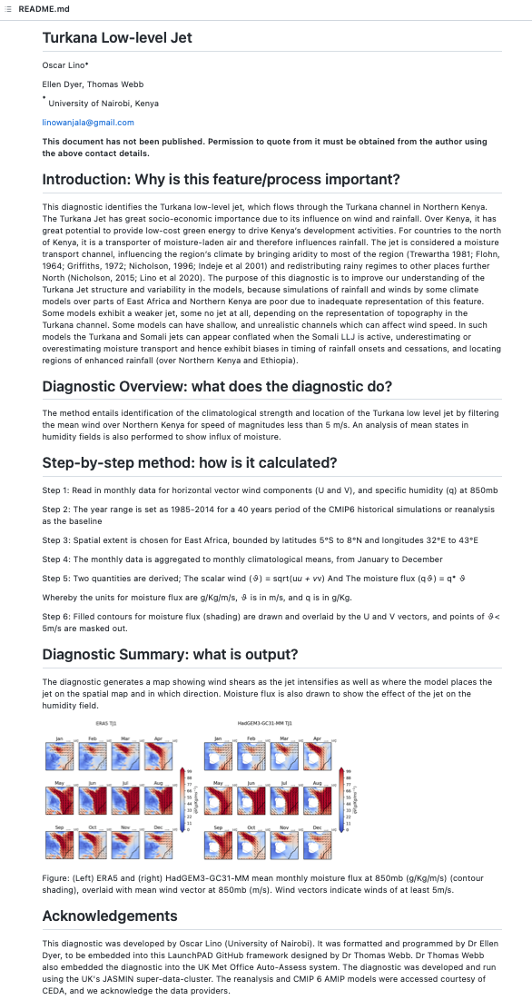 README.md
Turkana Low-level Jet
Oscar Lino*
Ellen Dyer, Thomas Webb
* University of Nairobi, Kenya
linowanjala@gmail.com
This document has not been published. Permission to quote from it must be obtained from the author using
the above contact details.
Introduction: Why is this feature/process important?
This diagnostic identifies the Turkana low-level jet, which flows through the Turkana channel in Northern Kenya.
The Turkana Jet has great socio-economic importance due to its influence on wind and rainfall. Over Kenya, it has
great potential to provide low-cost green energy to drive Kenya's development activities. For countries to the north
of Kenya, it is a transporter of moisture-laden air and therefore influences rainfall. The jet is considered a moisture
transport channel, influencing the region's climate by bringing aridity to most of the region (Trewartha 1981; Flohn,
1964; Griffiths, 1972; Nicholson, 1996; Indeje et al 2001) and redistributing rainy regimes to other places further
North (Nicholson, 2015; Lino et al 2020). The purpose of this diagnostic is to improve our understanding of the
Turkana Jet structure and variability in the models, because simulations of rainfall and winds by some climate
models over parts of East Africa and Northern Kenya are poor due to inadequate representation of this feature.
Some models exhibit a weaker jet, some no jet at all, depending on the representation of topography in the
Turkana channel. Some models can have shallow, and unrealistic channels which can affect wind speed. In such
models the Turkana and Somali jets can appear conflated when the Somali LLJ is active, underestimating or
overestimating moisture transport and hence exhibit biases in timing of rainfall onsets and cessations, and locating
regions of enhanced rainfall (over Northern Kenya and Ethiopia).
Diagnostic Overview: what does the diagnostic do?
The method entails identification of the climatological strength and location of the Turkana low level jet by filtering
the mean wind over Northern Kenya for speed of magnitudes less than 5 m/s. An analysis of mean states in
humidity fields is also performed to show influx of moisture.
Step-by-step method: how is it calculated?
Step 1: Read in monthly data for horizontal vector wind components (U and V), and specific humidity (q) at 850mb
Step 2: The year range is set as 1985-2014 for a 40 years period of the CMIP6 historical simulations or reanalysis
as the baseline
Step 3: Spatial extent is chosen for East Africa, bounded by latitudes 5°S to 8°N and longitudes 32°E to 43°E
Step 4: The monthly data is aggregated to monthly climatological means, from January to December
Step 5: Two quantities are derived; The scalar wind (ϑ) = sqrt(uu + vv) And The moisture flux (qϑ) = q* ϑ
Whereby the units for moisture flux are g/Kg/m/s, ϑ is in m/s, and q is in g/Kg.
Step 6: Filled contours for moisture flux (shading) are drawn and overlaid by the U and V vectors, and points of ϑ<
5m/s are masked out.
Diagnostic Summary: what is output?
The diagnostic generates a map showing wind shears as the jet intensifies as well as where the model places the
jet on the spatial map and in which direction. Moisture flux is also drawn to show the effect of the jet on the
humidity field.
ERA5 TJ1 HadGEM3-GC31-MM TJ1
Jan Feb Mar Apr Jan Feb Mar Apr
May Jun Jul Aug May Jun Jul Aug
99 99
88 88
77 77
66 66
55 55
44 44
33 33
22 22
11 11
0 0
Sep Oct Nov Dec Sep Oct Nov Dec
Figure: (Left) ERA5 and (right) HadGEM3-GC31-MM mean monthly moisture flux at 850mb (g/Kg/m/s) (contour
shading), overlaid with mean wind vector at 850mb (m/s). Wind vectors indicate winds of at least 5m/s.
Acknowledgements
This diagnostic was developed by Oscar Lino (University of Nairobi). It was formatted and programmed by Dr Ellen
Dyer, to be embedded into this LaunchPAD GitHub framework designed by Dr Thomas Webb. Dr Thomas Webb
also embedded the diagnostic into the UK Met Office Auto-Assess system. The diagnostic was developed and run
using the UK's JASMIN super-data-cluster. The reanalysis and CMIP 6 AMIP models were accessed courtesy of
CEDA, and we acknowledge the data providers.